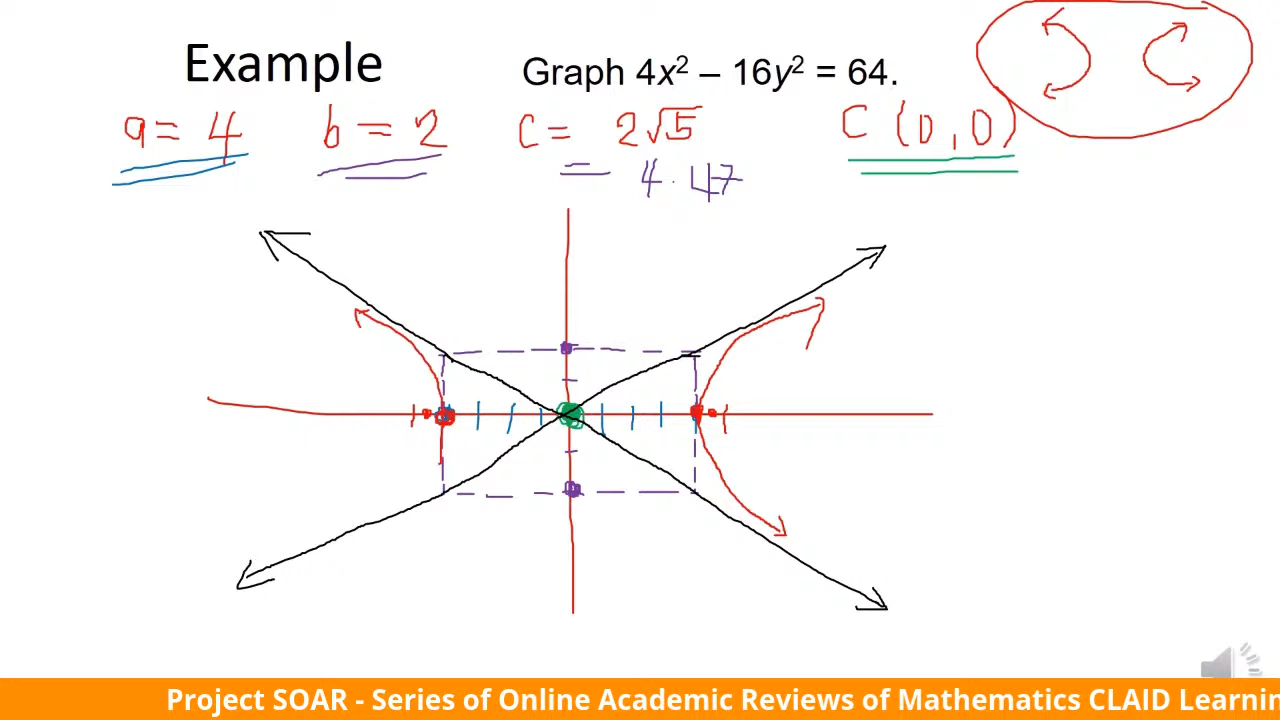 Example
Graph 4x² – 16y² = 64.
a = 4 b = 2 c = 2√5 C (0, 0)
= 4.47
Project SOAR - Series of Online Academic Reviews of Mathematics CLAID Learnin